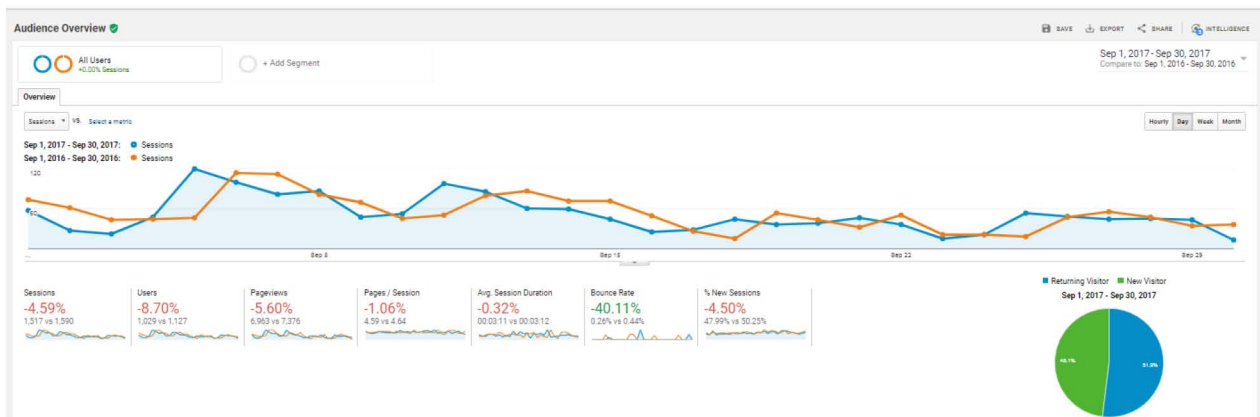 Audience Overview
SAVE EXPORT SHARE INTELLIGENCE
All Users
+0.00% Sessions
+ Add Segment
Sep 1, 2017 - Sep 30, 2017
Compare to: Sep 1, 2016 - Sep 30, 2016
Overview
Sessions VS. Select a metric
Hourly Day Week Month
Sep 1, 2017 - Sep 30, 2017: Sessions
Sep 1, 2016 - Sep 30, 2016: Sessions
120
...
Sep 8
Sep 15
Sep 22
Sep 29
Sessions
-4.59%
1,517 vs 1,590
Users
-8.70%
1,029 vs 1,127
Pageviews
-5.60%
6,963 vs 7,376
Pages / Session
-1.06%
4.59 vs 4.64
Avg. Session Duration
-0.32%
00:03:11 vs 00:03:12
Bounce Rate
-40.11%
0.26% vs 0.44%
% New Sessions
-4.50%
47.99% vs 50.25%
Returning Visitor New Visitor
Sep 1, 2017 - Sep 30, 2017